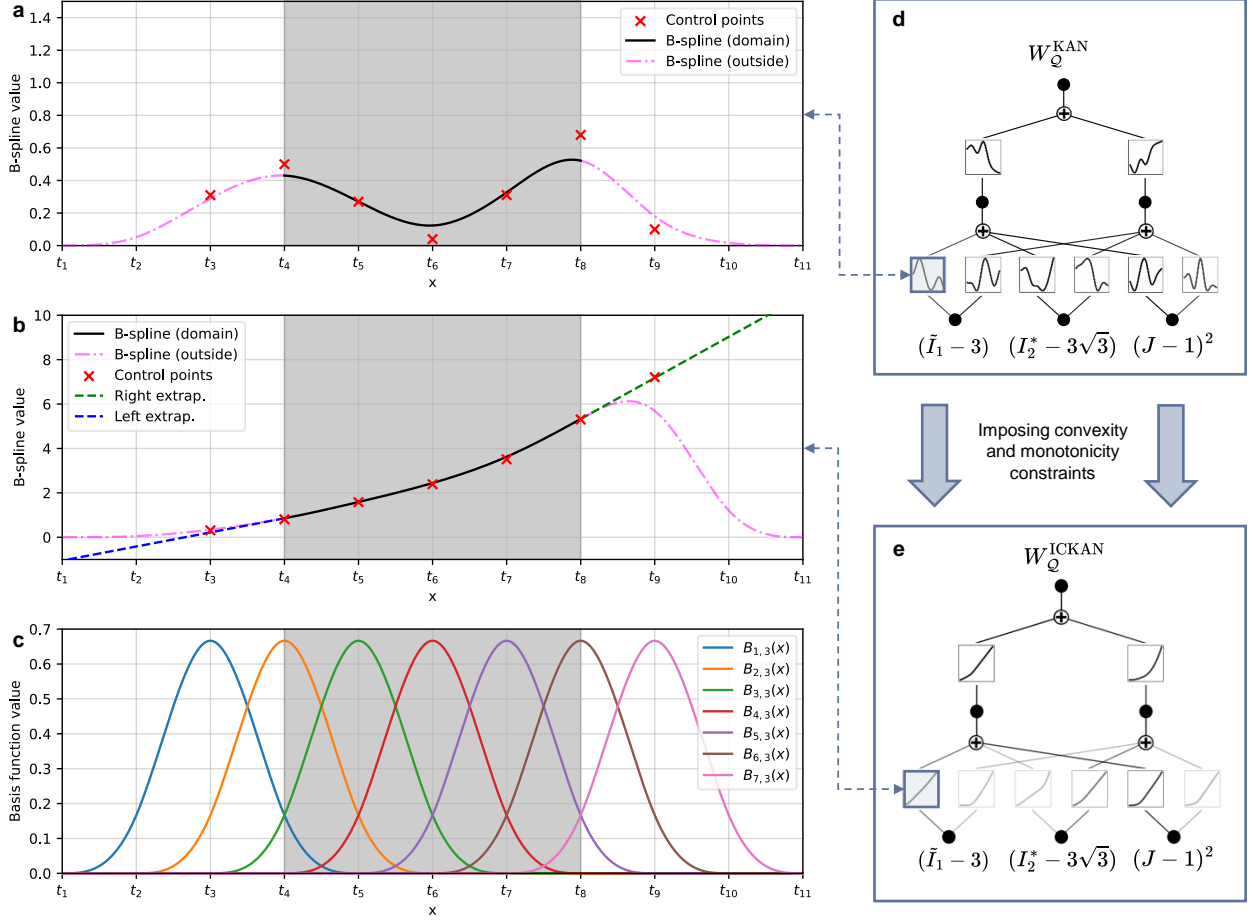 a
1.4
1.2
1.0
0.8
0.6
0.4
0.2
0.0
B-spline value
Control points
B-spline (domain)
B-spline (outside)
t1 t2 t3 t4 t5 t6 t7 t8 t9 t10 t11
x
b
10
8
6
4
2
0
B-spline value
B-spline (domain)
B-spline (outside)
Control points
Right extrap.
Left extrap.
t1 t2 t3 t4 t5 t6 t7 t8 t9 t10 t11
x
c
0.7
0.6
0.5
0.4
0.3
0.2
0.1
0.0
Basis function value
B1,3(x)
B2,3(x)
B3,3(x)
B4,3(x)
B5,3(x)
B6,3(x)
B7,3(x)
t1 t2 t3 t4 t5 t6 t7 t8 t9 t10 t11
x
d
W_Q^KAN
(Ĩ1 − 3) (I2* − 3√3) (J − 1)²
Imposing convexity
and monotonicity
constraints
e
W_Q^ICKAN
(Ĩ1 − 3) (I2* − 3√3) (J − 1)²